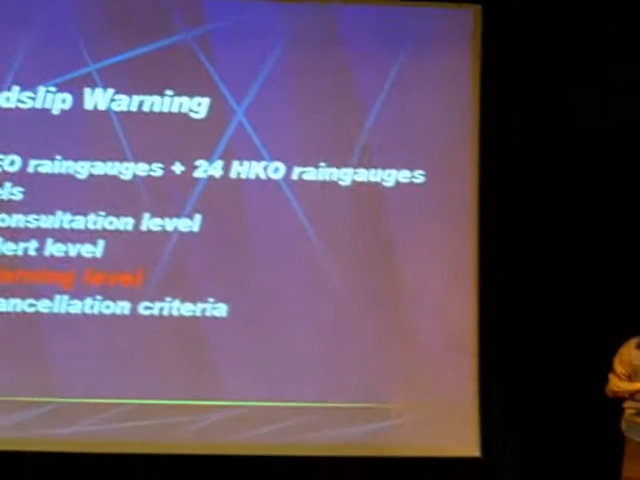 dslip Warning
EO raingauges + 24 HKO raingauges
els
onsultation level
lert level
arning level
ancellation criteria